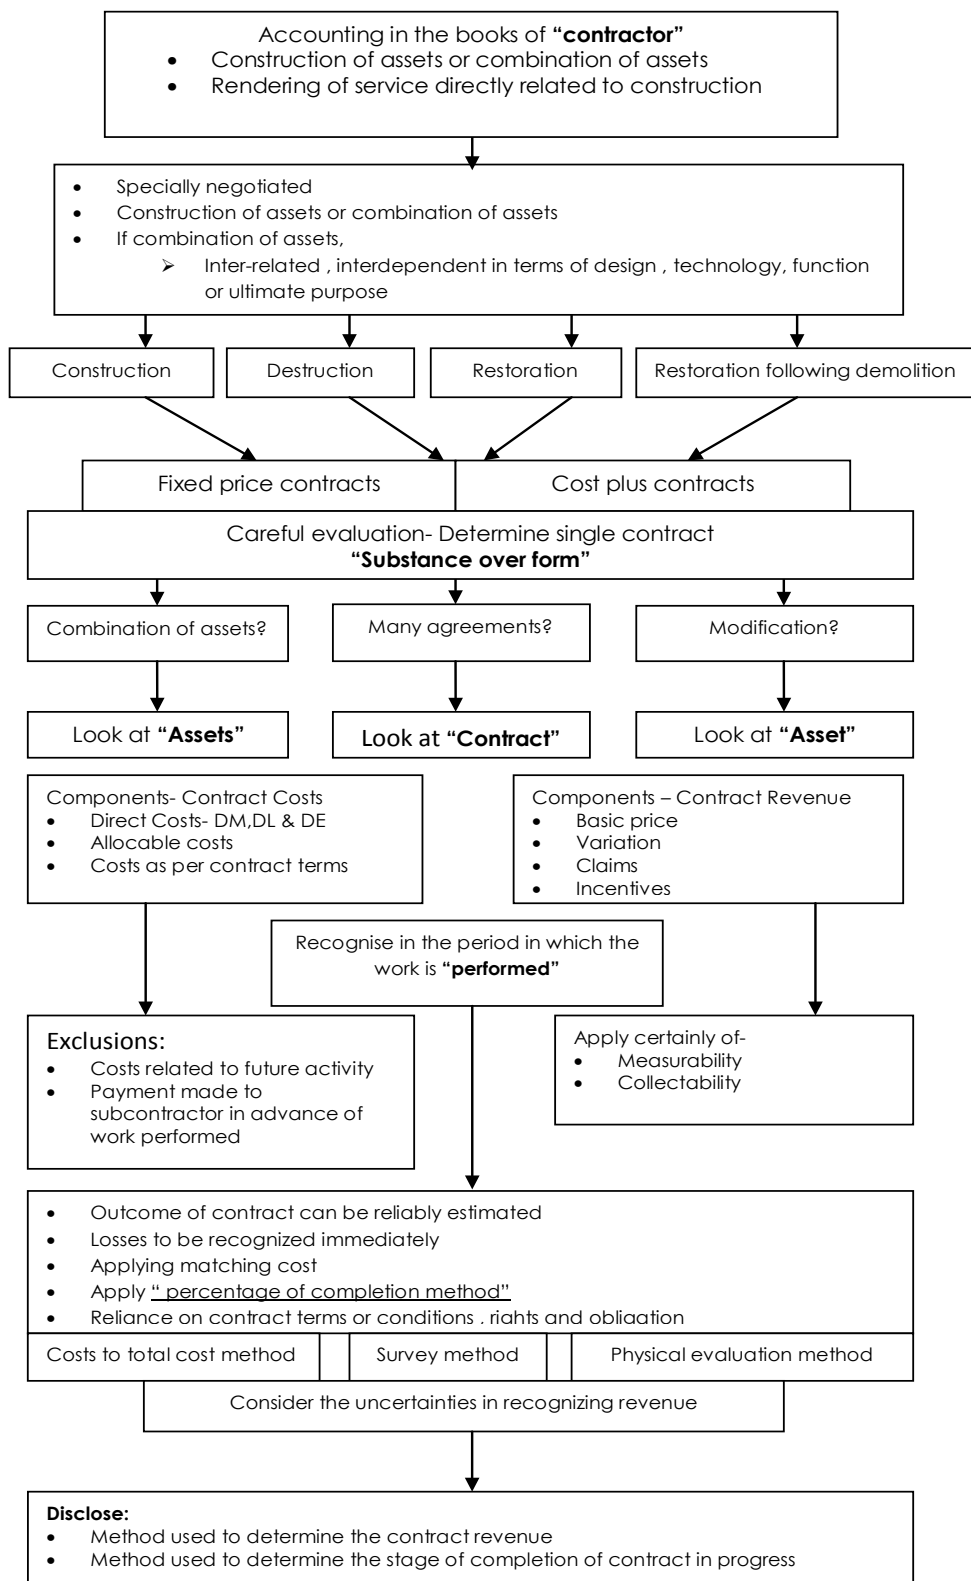 Accounting in the books of “contractor”
• Construction of assets or combination of assets
• Rendering of service directly related to construction
• Specially negotiated
• Construction of assets or combination of assets
• If combination of assets,
➢ Inter-related , interdependent in terms of design , technology, function
or ultimate purpose
Construction
Destruction
Restoration
Restoration following demolition
Fixed price contracts
Cost plus contracts
Careful evaluation- Determine single contract
“Substance over form”
Combination of assets?
Many agreements?
Modification?
Look at “Assets”
Look at “Contract”
Look at “Asset”
Components- Contract Costs
• Direct Costs- DM,DL & DE
• Allocable costs
• Costs as per contract terms
Components – Contract Revenue
• Basic price
• Variation
• Claims
• Incentives
Recognise in the period in which the
work is “performed”
Exclusions:
• Costs related to future activity
• Payment made to
subcontractor in advance of
work performed
Apply certainly of-
• Measurability
• Collectability
• Outcome of contract can be reliably estimated
• Losses to be recognized immediately
• Applying matching cost
• Apply “ percentage of completion method”
• Reliance on contract terms or conditions , rights and obligation
Costs to total cost method
Survey method
Physical evaluation method
Consider the uncertainties in recognizing revenue
Disclose:
• Method used to determine the contract revenue
• Method used to determine the stage of completion of contract in progress